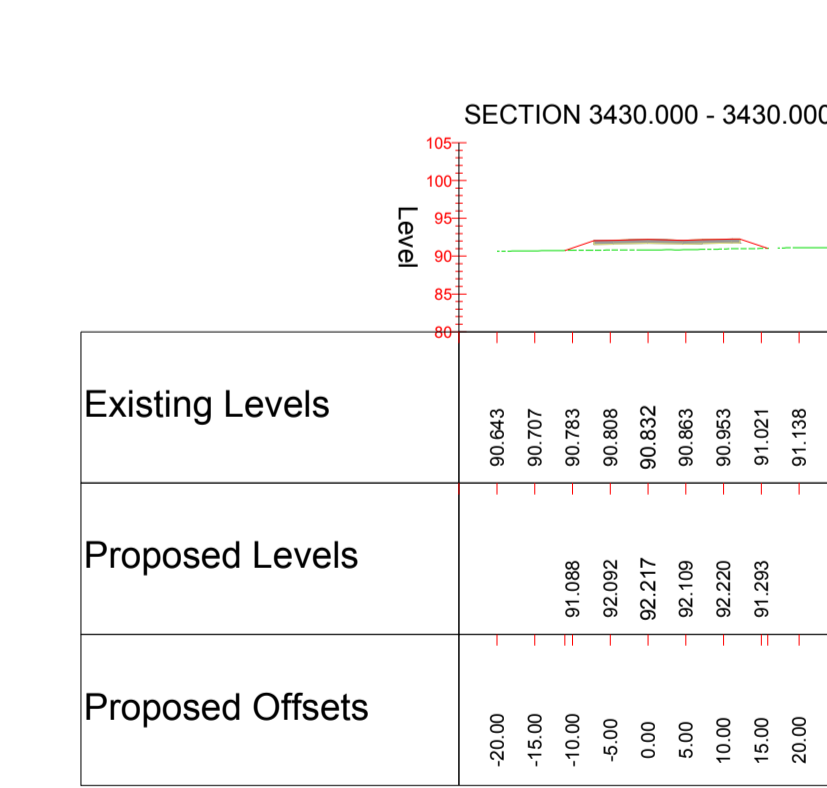 SECTION 3430.000 - 3430.000
105
100
95
90
85
80
Level
Existing Levels
90.643 90.707 90.783 90.808 90.832 90.863 90.953 91.021 91.138
Proposed Levels
91.088 92.092 92.217 92.109 92.220 91.293
Proposed Offsets
-20.00 -15.00 -10.00 -5.00 0.00 5.00 10.00 15.00 20.00